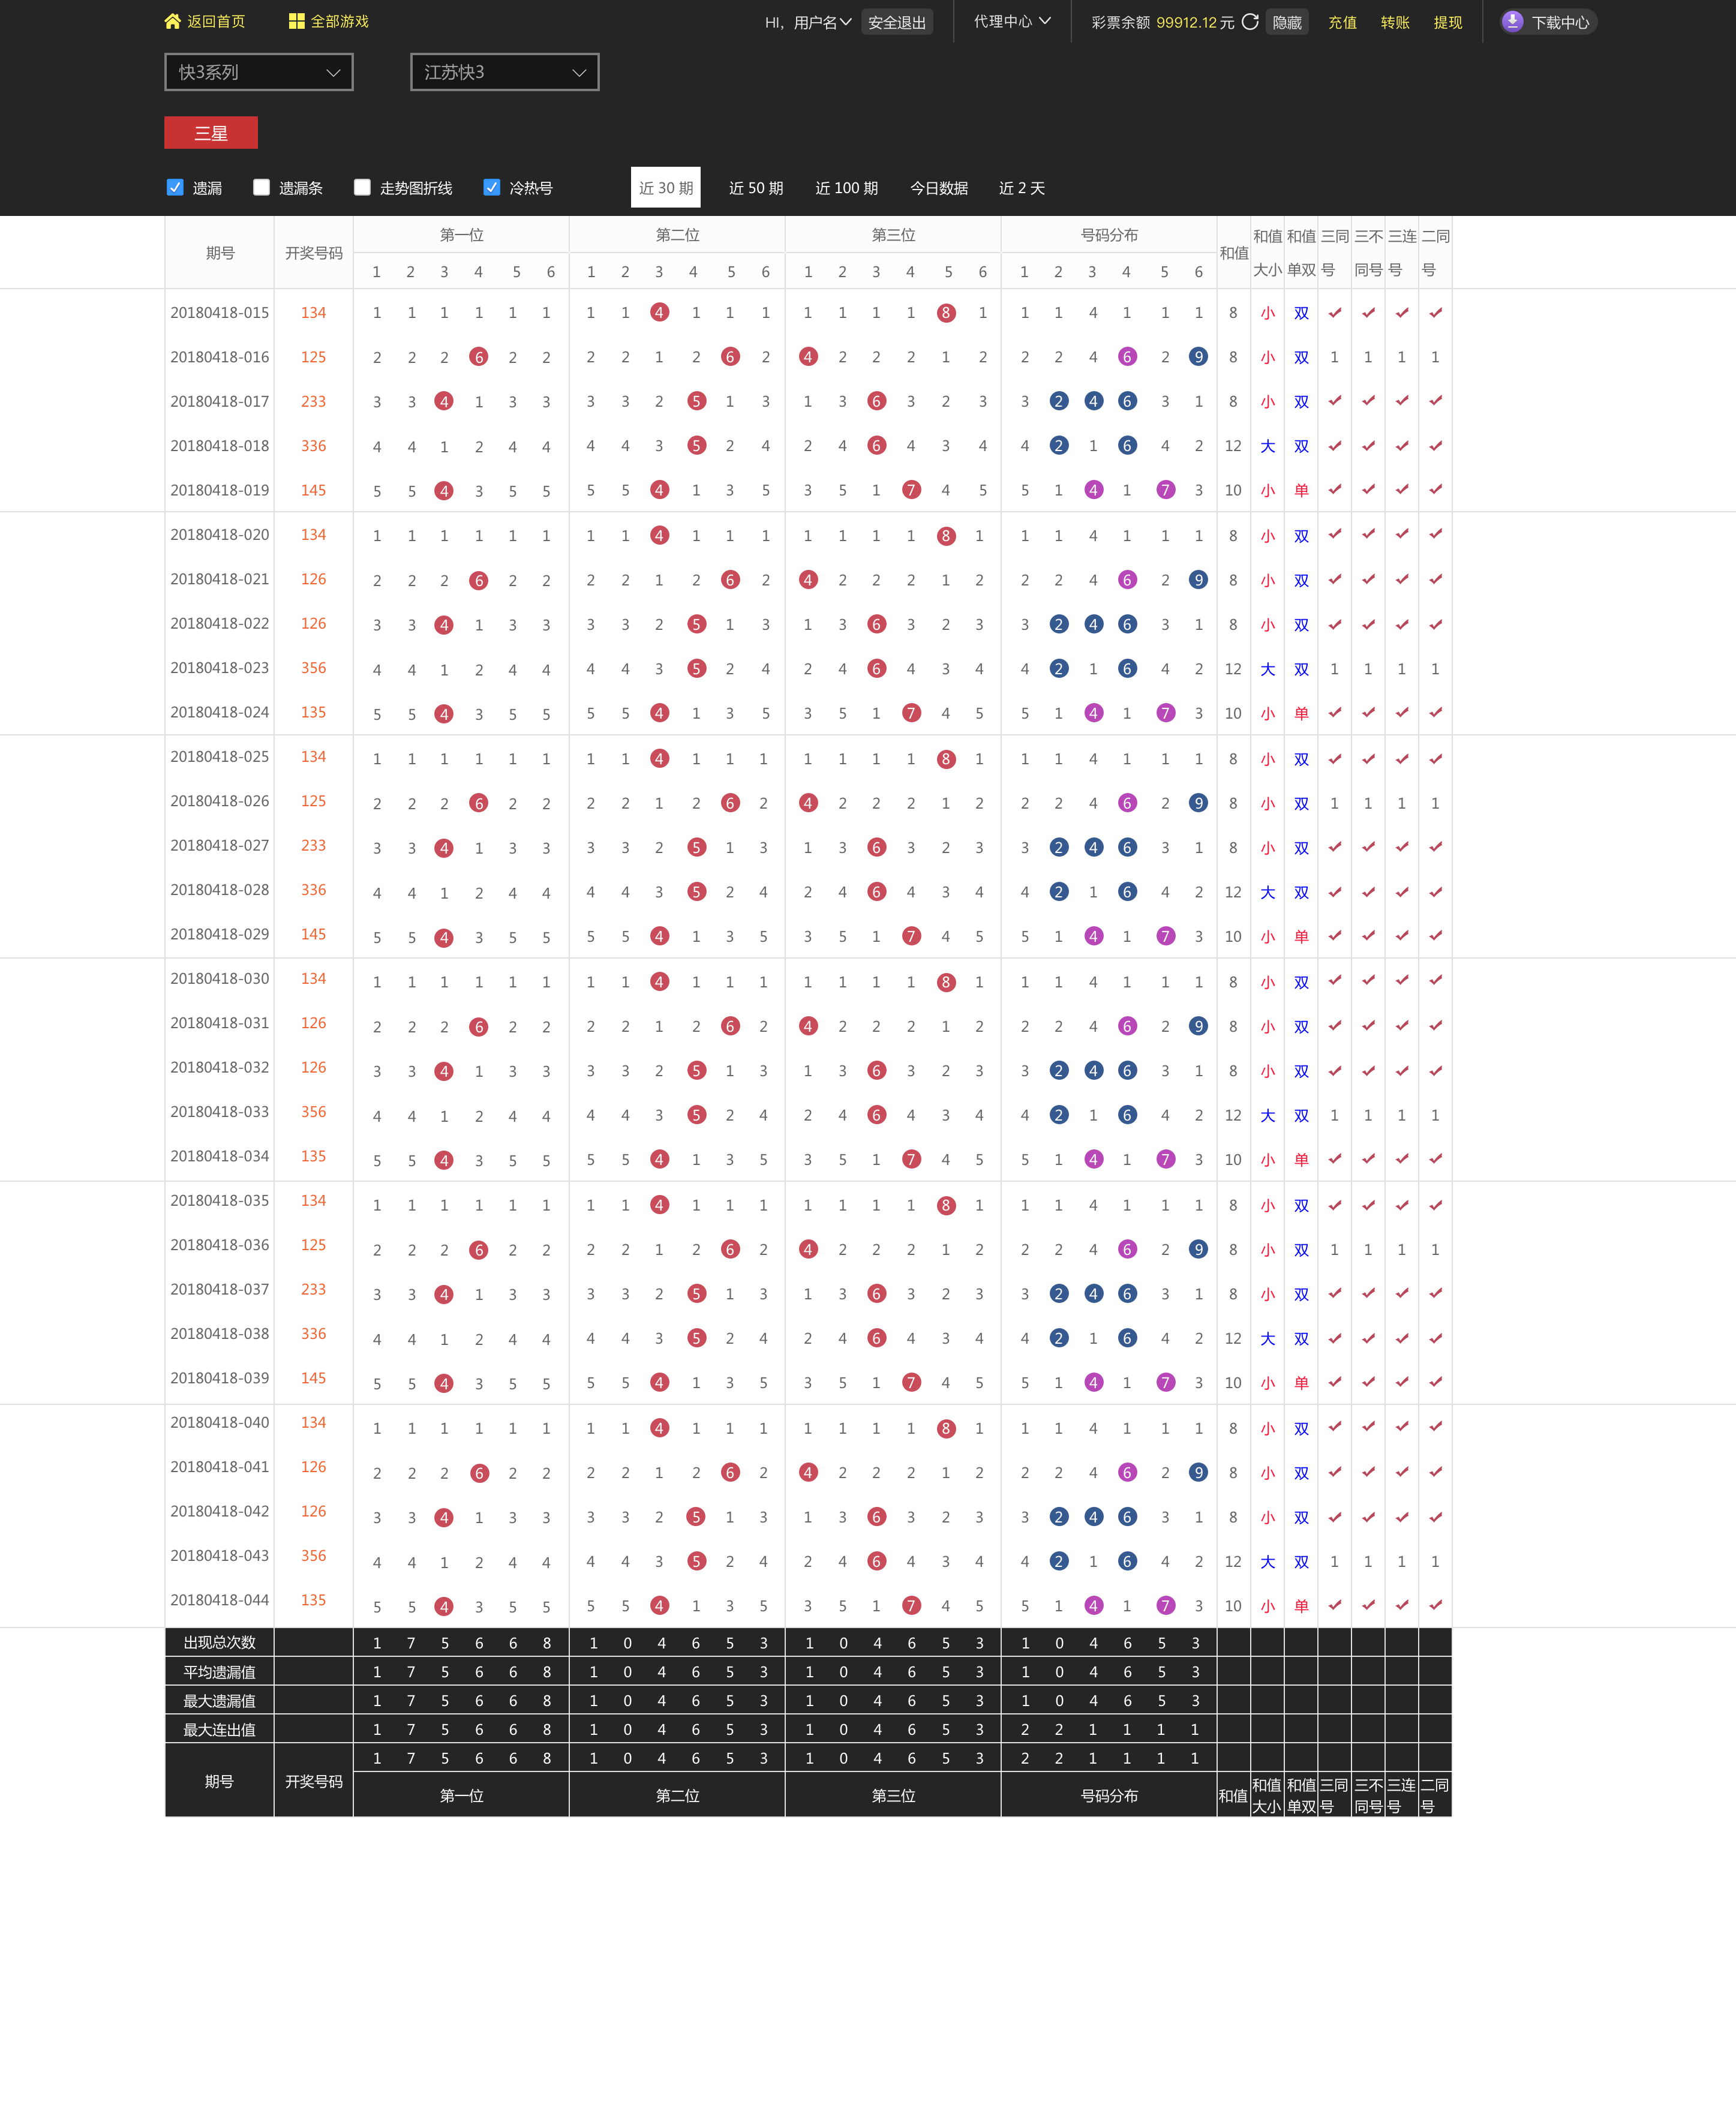 返回首页 全部游戏 HI，用户名 安全退出 代理中心 彩票余额 99912.12 元 隐藏 充值 转账 提现 下载中心
快3系列 江苏快3
三星
遗漏 遗漏条 走势图折线 冷热号 近 30 期 近 50 期 近 100 期 今日数据 近 2 天
期号 开奖号码 第一位 第二位 第三位 号码分布 和值 和值大小 和值单双 三同号 三不同号 三连号 二同号
1 2 3 4 5 6 1 2 3 4 5 6 1 2 3 4 5 6 1 2 3 4 5 6
20180418-015 134 1 1 1 1 1 1 1 1 4 1 1 1 1 1 1 1 8 1 1 1 4 1 1 1 8 小 双
20180418-016 125 2 2 2 6 2 2 2 2 1 2 6 2 4 2 2 2 1 2 2 2 4 6 2 9 8 小 双 1 1 1 1
20180418-017 233 3 3 4 1 3 3 3 3 2 5 1 3 1 3 6 3 2 3 3 2 4 6 3 1 8 小 双
20180418-018 336 4 4 1 2 4 4 4 4 3 5 2 4 2 4 6 4 3 4 4 2 1 6 4 2 12 大 双
20180418-019 145 5 5 4 3 5 5 5 5 4 1 3 5 3 5 1 7 4 5 5 1 4 1 7 3 10 小 单
20180418-020 134 1 1 1 1 1 1 1 1 4 1 1 1 1 1 1 1 8 1 1 1 4 1 1 1 8 小 双
20180418-021 126 2 2 2 6 2 2 2 2 1 2 6 2 4 2 2 2 1 2 2 2 4 6 2 9 8 小 双
20180418-022 126 3 3 4 1 3 3 3 3 2 5 1 3 1 3 6 3 2 3 3 2 4 6 3 1 8 小 双
20180418-023 356 4 4 1 2 4 4 4 4 3 5 2 4 2 4 6 4 3 4 4 2 1 6 4 2 12 大 双 1 1 1 1
20180418-024 135 5 5 4 3 5 5 5 5 4 1 3 5 3 5 1 7 4 5 5 1 4 1 7 3 10 小 单
20180418-025 134 1 1 1 1 1 1 1 1 4 1 1 1 1 1 1 1 8 1 1 1 4 1 1 1 8 小 双
20180418-026 125 2 2 2 6 2 2 2 2 1 2 6 2 4 2 2 2 1 2 2 2 4 6 2 9 8 小 双 1 1 1 1
20180418-027 233 3 3 4 1 3 3 3 3 2 5 1 3 1 3 6 3 2 3 3 2 4 6 3 1 8 小 双
20180418-028 336 4 4 1 2 4 4 4 4 3 5 2 4 2 4 6 4 3 4 4 2 1 6 4 2 12 大 双
20180418-029 145 5 5 4 3 5 5 5 5 4 1 3 5 3 5 1 7 4 5 5 1 4 1 7 3 10 小 单
20180418-030 134 1 1 1 1 1 1 1 1 4 1 1 1 1 1 1 1 8 1 1 1 4 1 1 1 8 小 双
20180418-031 126 2 2 2 6 2 2 2 2 1 2 6 2 4 2 2 2 1 2 2 2 4 6 2 9 8 小 双
20180418-032 126 3 3 4 1 3 3 3 3 2 5 1 3 1 3 6 3 2 3 3 2 4 6 3 1 8 小 双
20180418-033 356 4 4 1 2 4 4 4 4 3 5 2 4 2 4 6 4 3 4 4 2 1 6 4 2 12 大 双 1 1 1 1
20180418-034 135 5 5 4 3 5 5 5 5 4 1 3 5 3 5 1 7 4 5 5 1 4 1 7 3 10 小 单
20180418-035 134 1 1 1 1 1 1 1 1 4 1 1 1 1 1 1 1 8 1 1 1 4 1 1 1 8 小 双
20180418-036 125 2 2 2 6 2 2 2 2 1 2 6 2 4 2 2 2 1 2 2 2 4 6 2 9 8 小 双 1 1 1 1
20180418-037 233 3 3 4 1 3 3 3 3 2 5 1 3 1 3 6 3 2 3 3 2 4 6 3 1 8 小 双
20180418-038 336 4 4 1 2 4 4 4 4 3 5 2 4 2 4 6 4 3 4 4 2 1 6 4 2 12 大 双
20180418-039 145 5 5 4 3 5 5 5 5 4 1 3 5 3 5 1 7 4 5 5 1 4 1 7 3 10 小 单
20180418-040 134 1 1 1 1 1 1 1 1 4 1 1 1 1 1 1 1 8 1 1 1 4 1 1 1 8 小 双
20180418-041 126 2 2 2 6 2 2 2 2 1 2 6 2 4 2 2 2 1 2 2 2 4 6 2 9 8 小 双
20180418-042 126 3 3 4 1 3 3 3 3 2 5 1 3 1 3 6 3 2 3 3 2 4 6 3 1 8 小 双
20180418-043 356 4 4 1 2 4 4 4 4 3 5 2 4 2 4 6 4 3 4 4 2 1 6 4 2 12 大 双 1 1 1 1
20180418-044 135 5 5 4 3 5 5 5 5 4 1 3 5 3 5 1 7 4 5 5 1 4 1 7 3 10 小 单
出现总次数 1 7 5 6 6 8 1 0 4 6 5 3 1 0 4 6 5 3 1 0 4 6 5 3
平均遗漏值 1 7 5 6 6 8 1 0 4 6 5 3 1 0 4 6 5 3 1 0 4 6 5 3
最大遗漏值 1 7 5 6 6 8 1 0 4 6 5 3 1 0 4 6 5 3 1 0 4 6 5 3
最大连出值 1 7 5 6 6 8 1 0 4 6 5 3 1 0 4 6 5 3 2 2 1 1 1 1
1 7 5 6 6 8 1 0 4 6 5 3 1 0 4 6 5 3 2 2 1 1 1 1
期号 开奖号码 第一位 第二位 第三位 号码分布 和值 和值大小 和值单双 三同号 三不同号 三连号 二同号